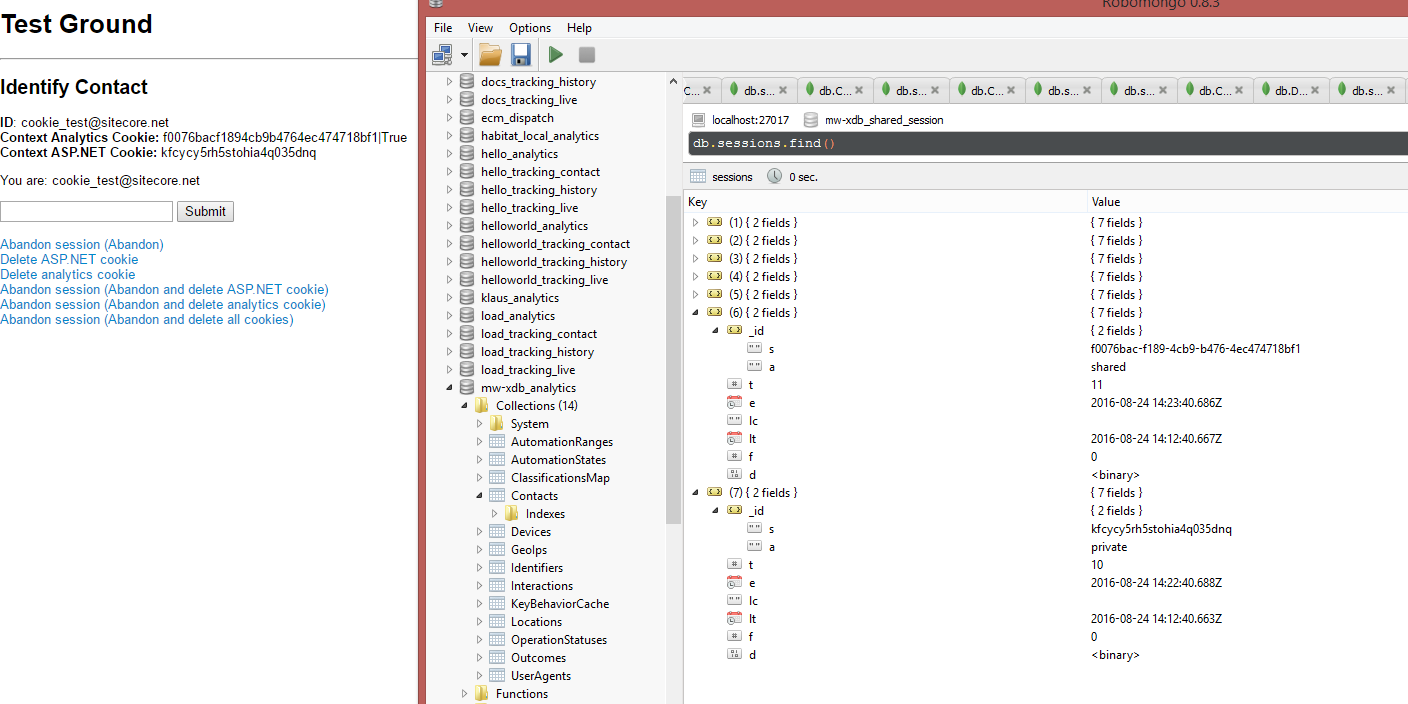 Test Ground
Identify Contact
ID: cookie_test@sitecore.net
Context Analytics Cookie: f0076bacf1894cb9b4764ec474718bf1|True
Context ASP.NET Cookie: kfcycy5rh5stohia4q035dnq
You are: cookie_test@sitecore.net
Submit
Abandon session (Abandon)
Delete ASP.NET cookie
Delete analytics cookie
Abandon session (Abandon and delete ASP.NET cookie)
Abandon session (Abandon and delete analytics cookie)
Abandon session (Abandon and delete all cookies)
Robomongo 0.8.3
File View Options Help
docs_tracking_history
docs_tracking_live
ecm_dispatch
habitat_local_analytics
hello_analytics
hello_tracking_contact
hello_tracking_history
hello_tracking_live
helloworld_analytics
helloworld_tracking_contact
helloworld_tracking_history
helloworld_tracking_live
klaus_analytics
load_analytics
load_tracking_contact
load_tracking_history
load_tracking_live
mw-xdb_analytics
Collections (14)
System
AutomationRanges
AutomationStates
ClassificationsMap
Contacts
Indexes
Devices
GeoIps
Identifiers
Interactions
KeyBehaviorCache
Locations
OperationStatuses
Outcomes
UserAgents
Functions
C... db.s... db.C... db.s... db.C... db.s... db.s... db.C... db.D... db.s...
localhost:27017 mw-xdb_shared_session
db.sessions.find()
sessions 0 sec.
Key Value
(1) { 2 fields } { 7 fields }
(2) { 2 fields } { 7 fields }
(3) { 2 fields } { 7 fields }
(4) { 2 fields } { 7 fields }
(5) { 2 fields } { 7 fields }
(6) { 2 fields } { 7 fields }
_id { 2 fields }
s f0076bac-f189-4cb9-b476-4ec474718bf1
a shared
t 11
e 2016-08-24 14:23:40.686Z
lc
lt 2016-08-24 14:12:40.667Z
f 0
d <binary>
(7) { 2 fields } { 7 fields }
_id { 2 fields }
s kfcycy5rh5stohia4q035dnq
a private
t 10
e 2016-08-24 14:22:40.688Z
lc
lt 2016-08-24 14:12:40.663Z
f 0
d <binary>